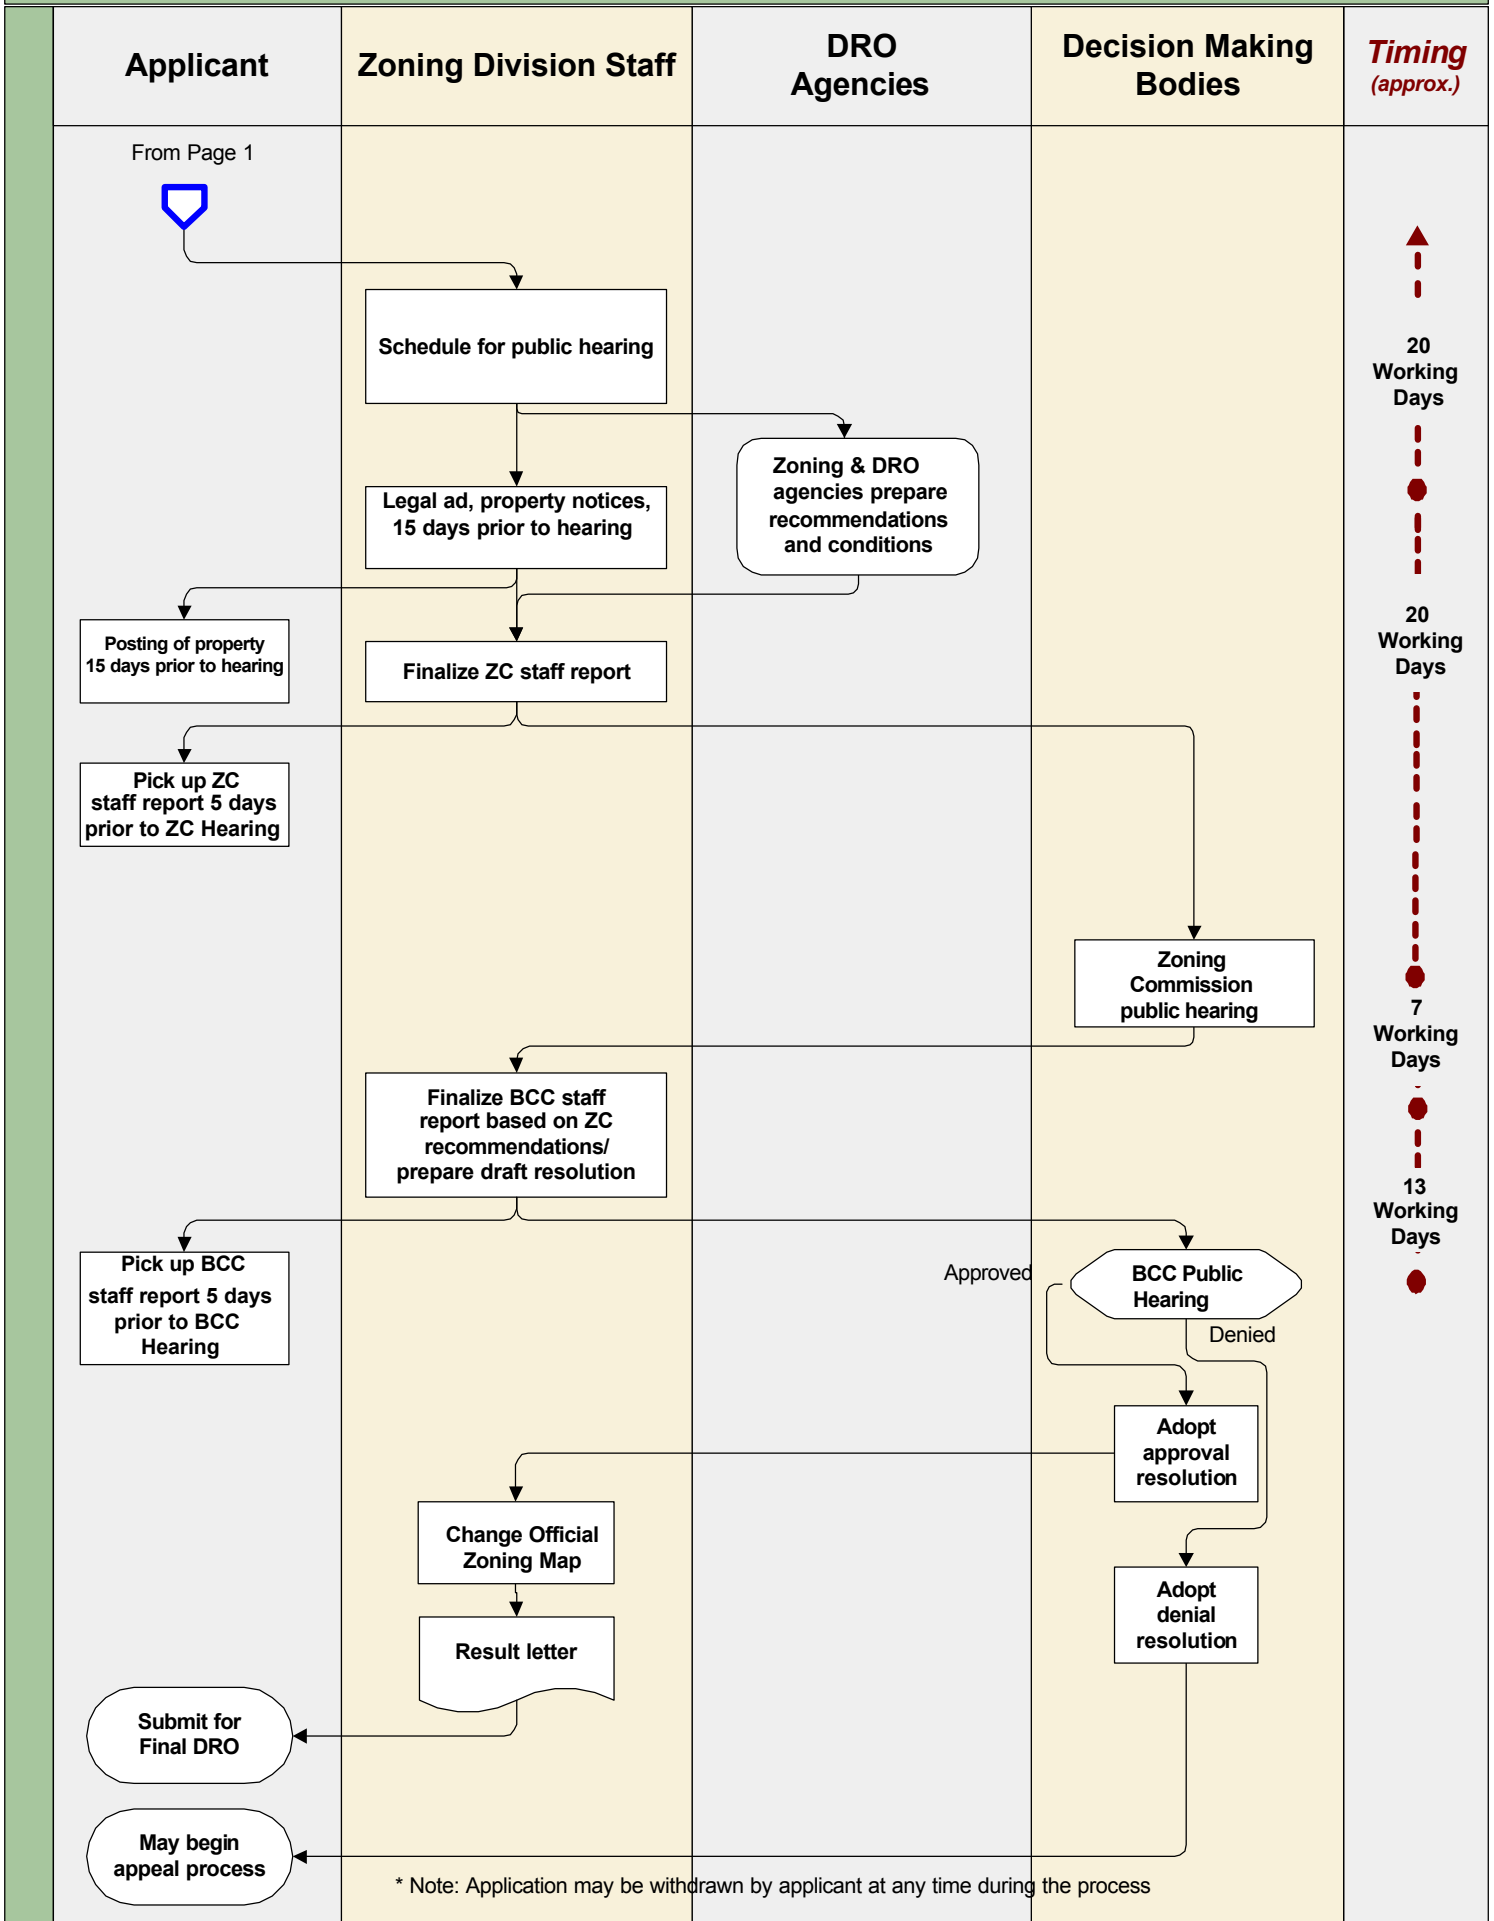 Applicant
Zoning Division Staff
DRO
Agencies
Decision Making
Bodies
Timing
(approx.)
From Page 1
Schedule for public hearing
20
Working
Days
Zoning & DRO
agencies prepare
recommendations
and conditions
Legal ad, property notices,
15 days prior to hearing
Posting of property
15 days prior to hearing
Finalize ZC staff report
20
Working
Days
Pick up ZC
staff report 5 days
prior to ZC Hearing
Zoning
Commission
public hearing
7
Working
Days
Finalize BCC staff
report based on ZC
recommendations/
prepare draft resolution
13
Working
Days
Pick up BCC
staff report 5 days
prior to BCC
Hearing
Approved
BCC Public
Hearing
Denied
Adopt
approval
resolution
Change Official
Zoning Map
Adopt
denial
resolution
Result letter
Submit for
Final DRO
May begin
appeal process
* Note: Application may be withdrawn by applicant at any time during the process